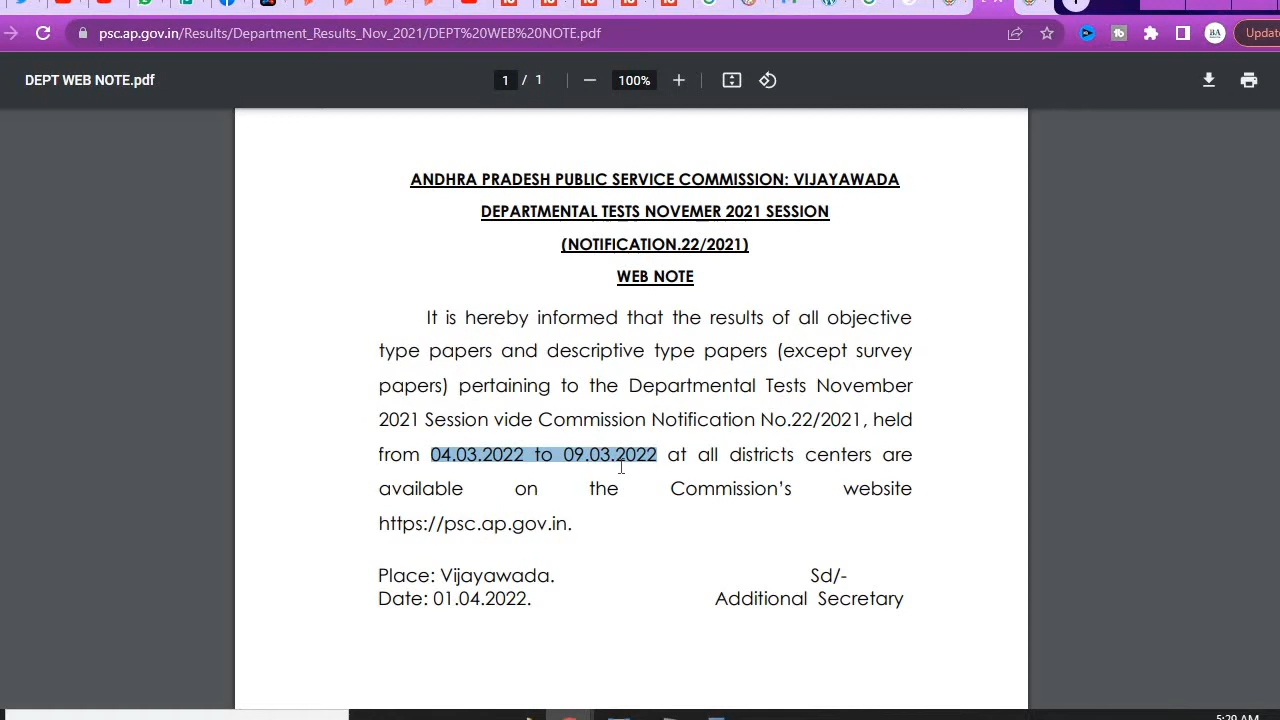 psc.ap.gov.in/Results/Department_Results_Nov_2021/DEPT%20WEB%20NOTE.pdf
BA
Update
DEPT WEB NOTE.pdf
1 / 1
100%
ANDHRA PRADESH PUBLIC SERVICE COMMISSION: VIJAYAWADA
DEPARTMENTAL TESTS NOVEMER 2021 SESSION
(NOTIFICATION.22/2021)
WEB NOTE
It is hereby informed that the results of all objective
type papers and descriptive type papers (except survey
papers) pertaining to the Departmental Tests November
2021 Session vide Commission Notification No.22/2021, held
from 04.03.2022 to 09.03.2022 at all districts centers are
available on the Commission's website
https://psc.ap.gov.in.
Place: Vijayawada. Sd/-
Date: 01.04.2022. Additional Secretary